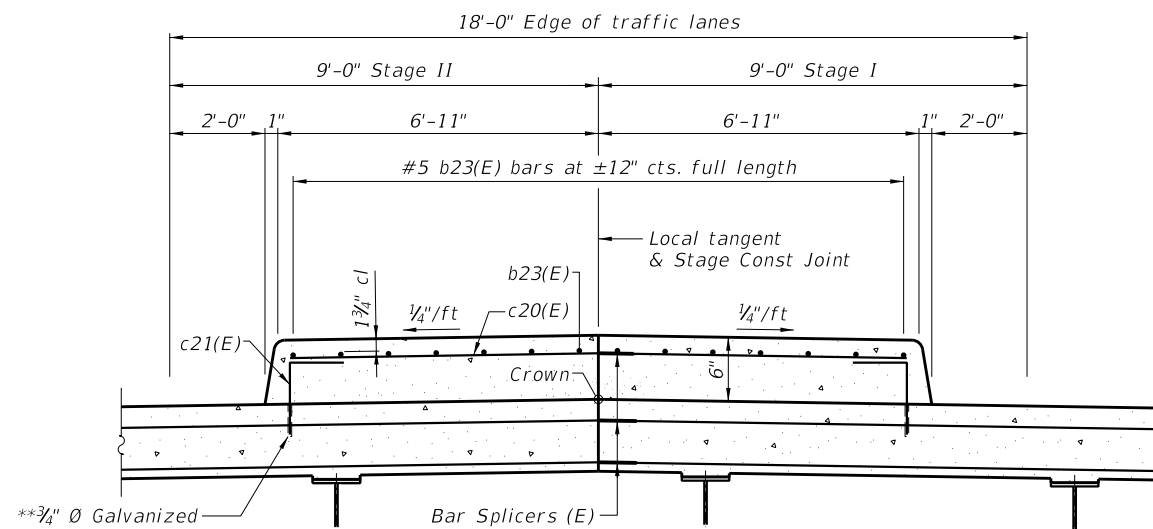 18'-0" Edge of traffic lanes
9'-0" Stage II
9'-0" Stage I
2'-0"
1"
6'-11"
6'-11"
1"
2'-0"
#5 b23(E) bars at ±12" cts. full length
Local tangent
& Stage Const Joint
b23(E)
1¾" cl
¼"/ft
c20(E)
¼"/ft
c21(E)
Crown
6"
**¾" Ø Galvanized
Bar Splicers (E)